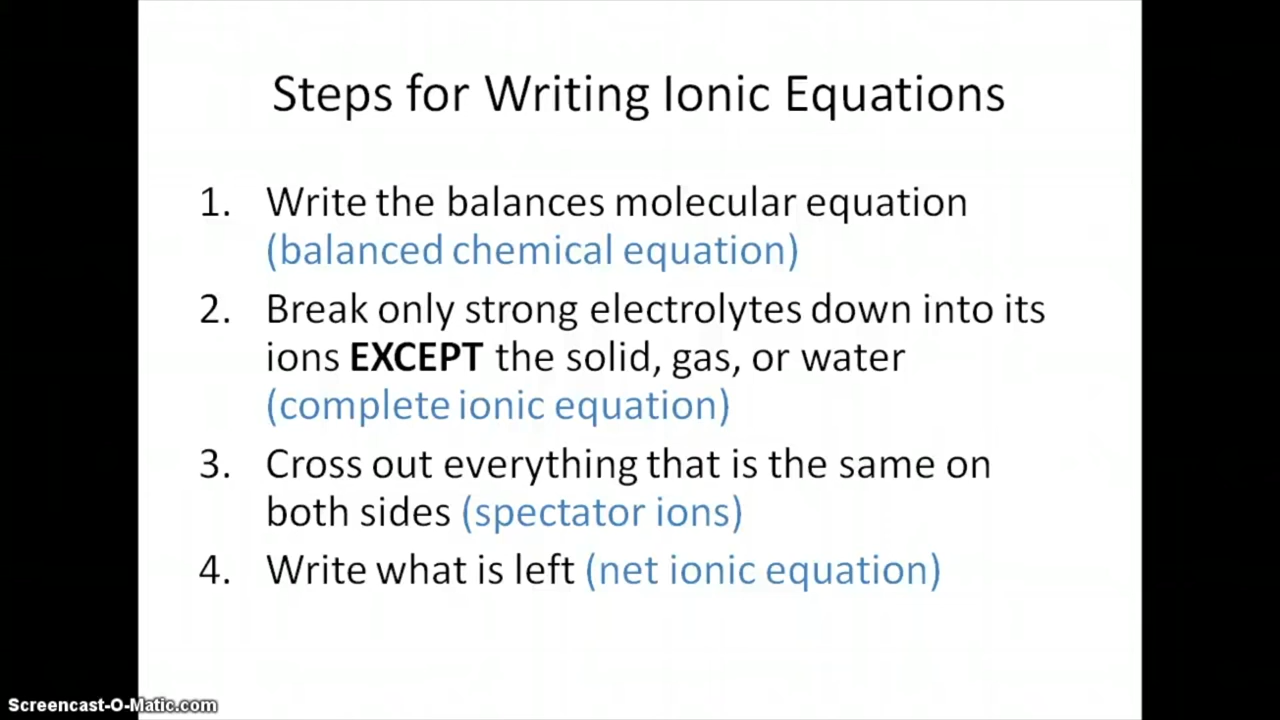 Steps for Writing Ionic Equations
1. Write the balances molecular equation
(balanced chemical equation)
2. Break only strong electrolytes down into its
ions EXCEPT the solid, gas, or water
(complete ionic equation)
3. Cross out everything that is the same on
both sides (spectator ions)
4. Write what is left (net ionic equation)
Screencast-O-Matic.com